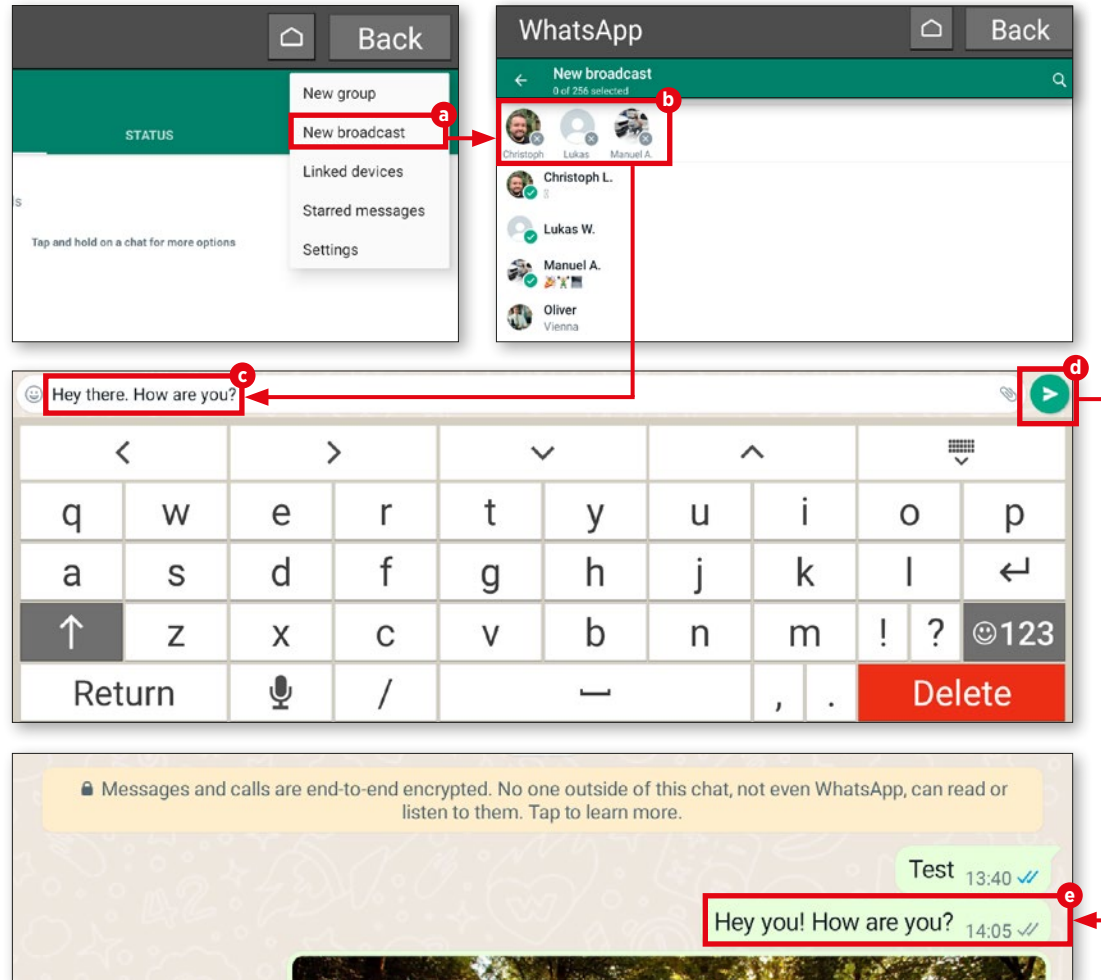 Back
New group
a
New broadcast
STATUS
Linked devices
s
Starred messages
Tap and hold on a chat for more options
Settings
WhatsApp
Back
New broadcast
0 of 256 selected
b
Christoph Lukas Manuel A.
Christoph L.
Lukas W.
Manuel A.
Oliver
Vienna
c
d
Hey there. How are you?
q w e r t y u i o p
a s d f g h j k l
z x c v b n m ! ? 123
Return / , . Delete
Messages and calls are end-to-end encrypted. No one outside of this chat, not even WhatsApp, can read or
listen to them. Tap to learn more.
Test 13:40
e
Hey you! How are you? 14:05